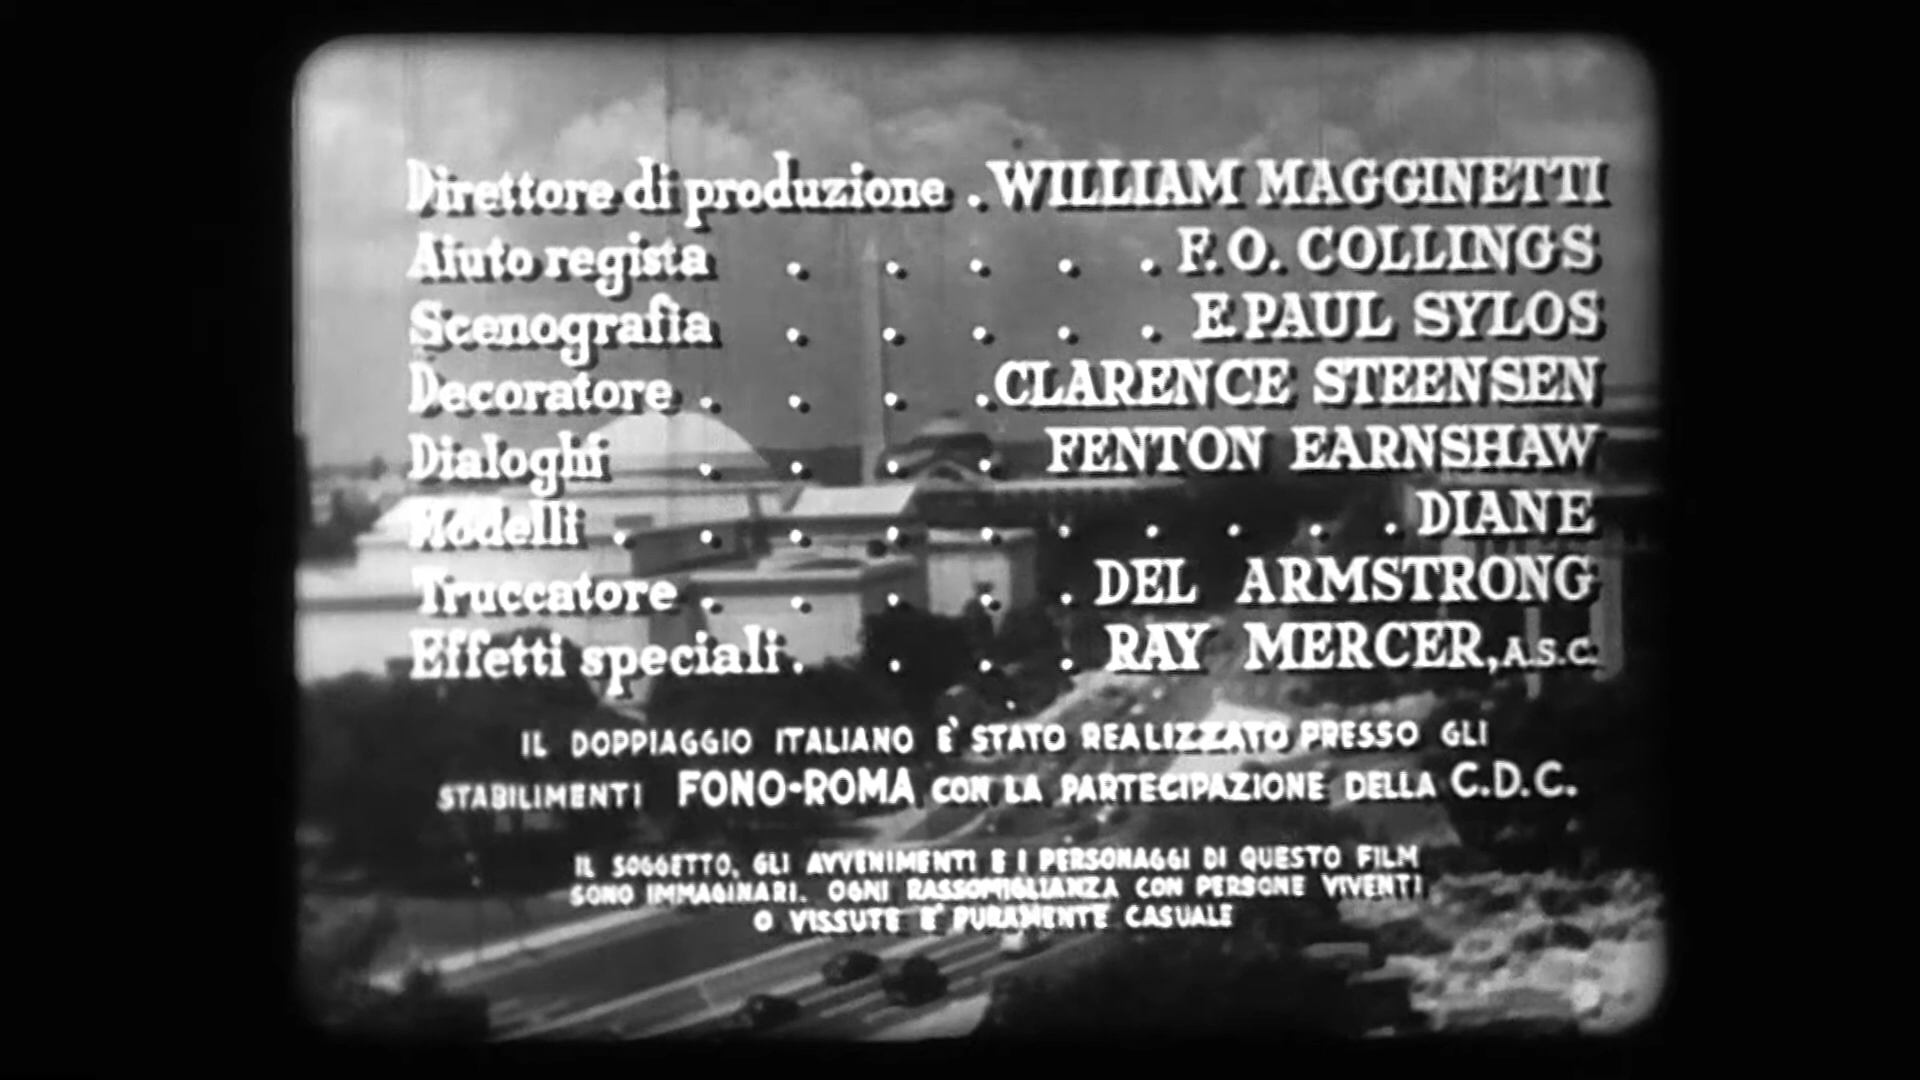 Direttore di produzione . WILLIAM MAGGINETTI
Aiuto regista . . . . . F. O. COLLINGS
Scenografia . . . . . F. PAUL SYLOS
Decoratore . . . . CLARENCE STEENSEN
Dialoghi . . . . FENTON EARNSHAW
Modelli . . . . . . . . . . DIANE
Truccatore . . . . . DEL ARMSTRONG
Effetti speciali . . . . RAY MERCER, A.S.C.
IL DOPPIAGGIO ITALIANO E' STATO REALIZZATO PRESSO GLI
STABILIMENTI FONO-ROMA CON LA PARTECIPAZIONE DELLA C.D.C.
IL SOGGETTO, GLI AVVENIMENTI E I PERSONAGGI DI QUESTO FILM
SONO IMMAGINARI. OGNI RASSOMIGLIANZA CON PERSONE VIVENTI
O VISSUTE E' PURAMENTE CASUALE